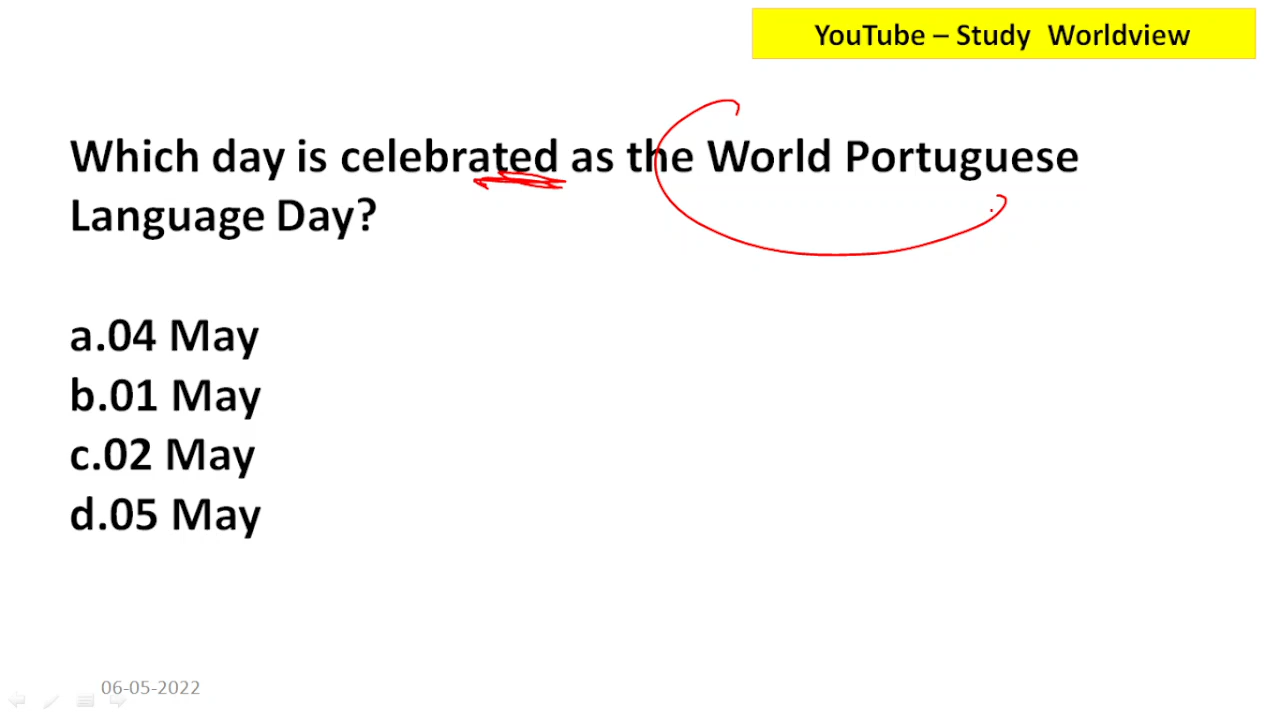 YouTube – Study Worldview
Which day is celebrated as the World Portuguese
Language Day?
a.04 May
b.01 May
c.02 May
d.05 May
06-05-2022